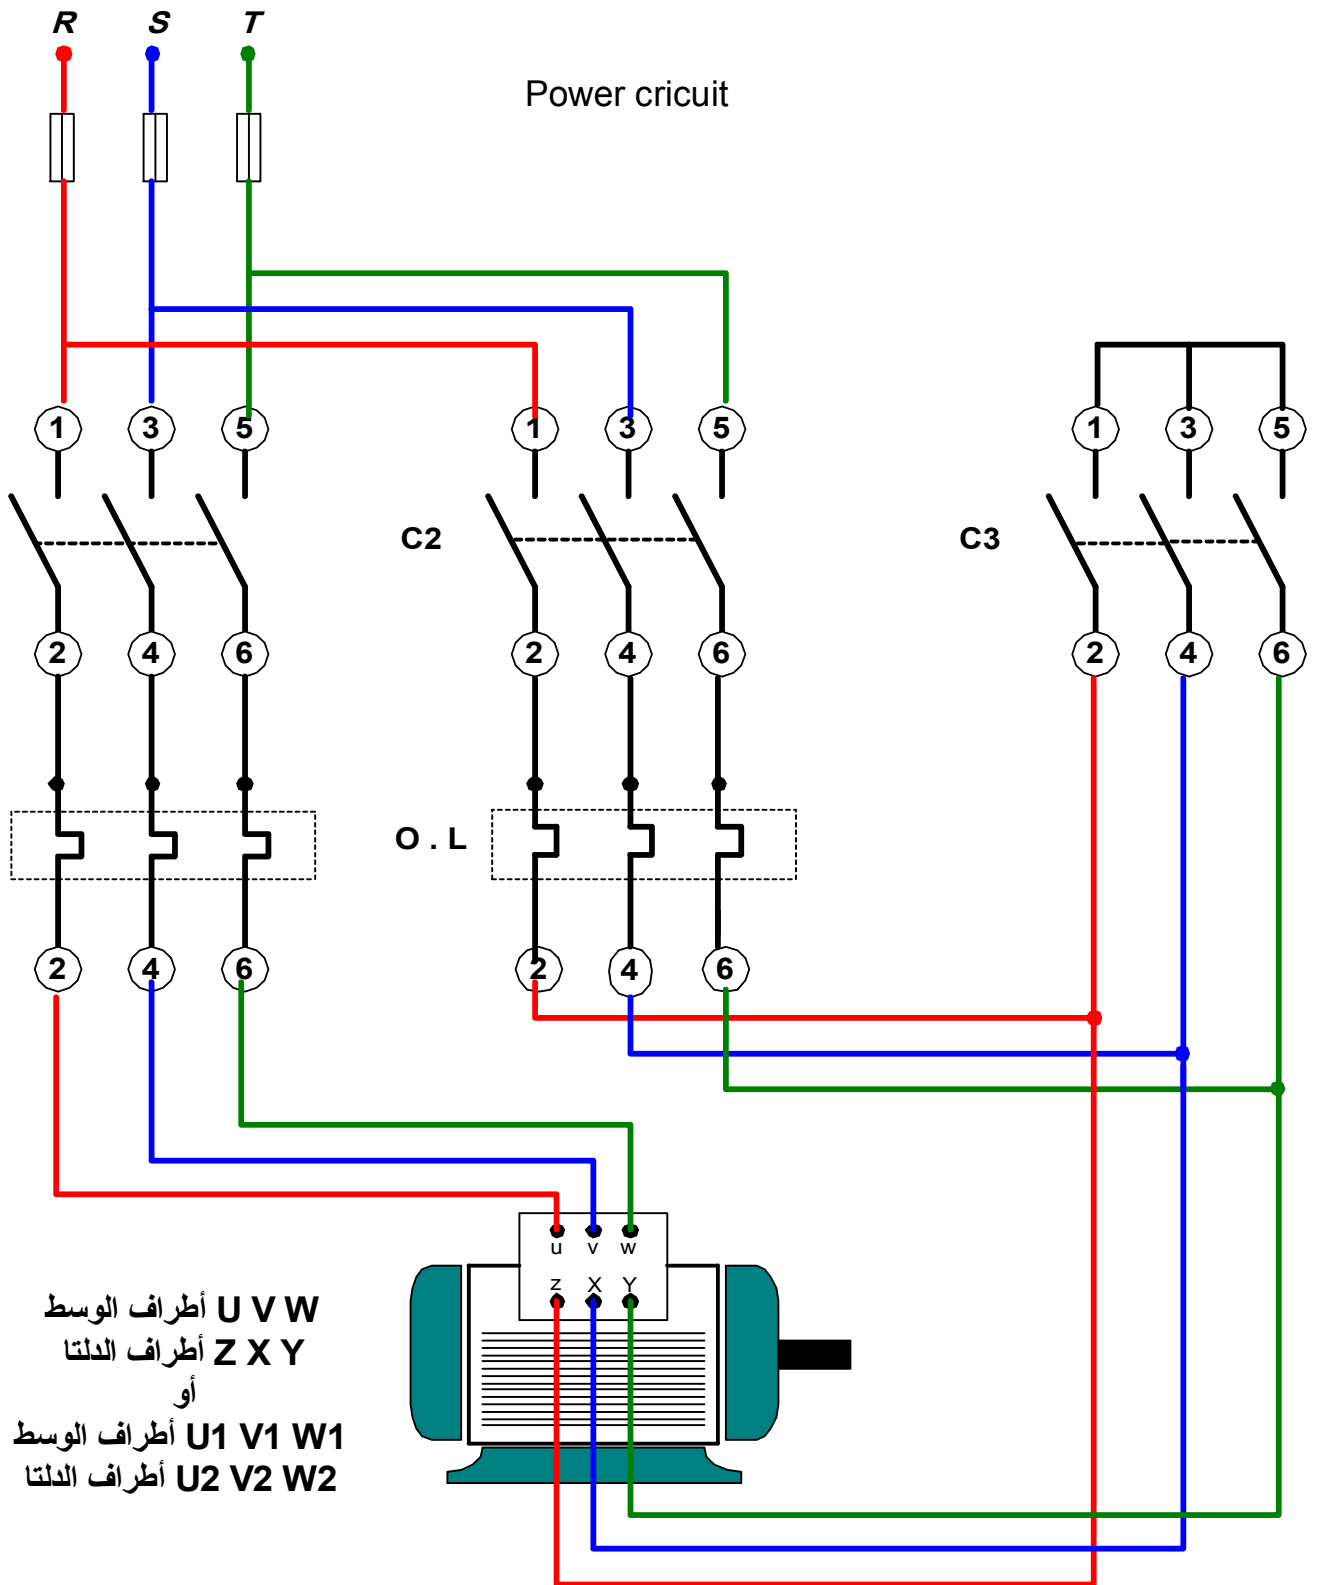 R S T
Power cricuit
1 3 5 1 3 5 1 3 5
C2 C3
2 4 6 2 4 6 2 4 6
O . L
2 4 6 2 4 6
u v w
z X Y
U V W أطراف الوسط
Z X Y أطراف الدلتا
أو
U1 V1 W1 أطراف الوسط
U2 V2 W2 أطراف الدلتا